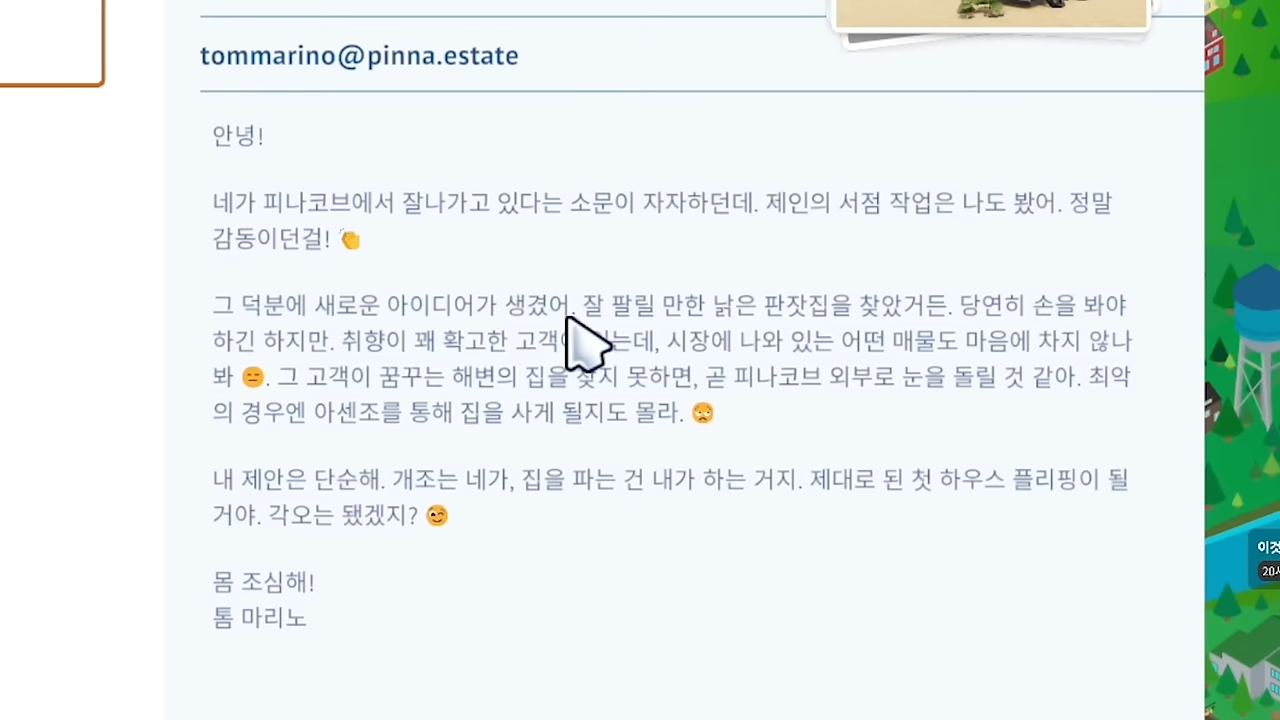 tommarino@pinna.estate
안녕!
네가 피나코브에서 잘나가고 있다는 소문이 자자하던데. 제인의 서점 작업은 나도 봤어. 정말
감동이던걸! 👏
그 덕분에 새로운 아이디어가 생겼어. 잘 팔릴 만한 낡은 판잣집을 찾았거든. 당연히 손을 봐야
하긴 하지만. 취향이 꽤 확고한 시장에 나와 있는 어떤 매물도 마음에 차지 않나
봐 😑. 그 고객이 꿈꾸는 해변의 집을 찾지 못하면, 곧 피나코브 외부로 눈을 돌릴 것 같아. 최악
의 경우엔 아센조를 통해 집을 사게 될지도 몰라. 😣
내 제안은 단순해. 개조는 네가, 집을 파는 건 내가 하는 거지. 제대로 된 첫 하우스 플리핑이 될
거야. 각오는 됐겠지? 😉
몸 조심해!
톰 마리노
이것